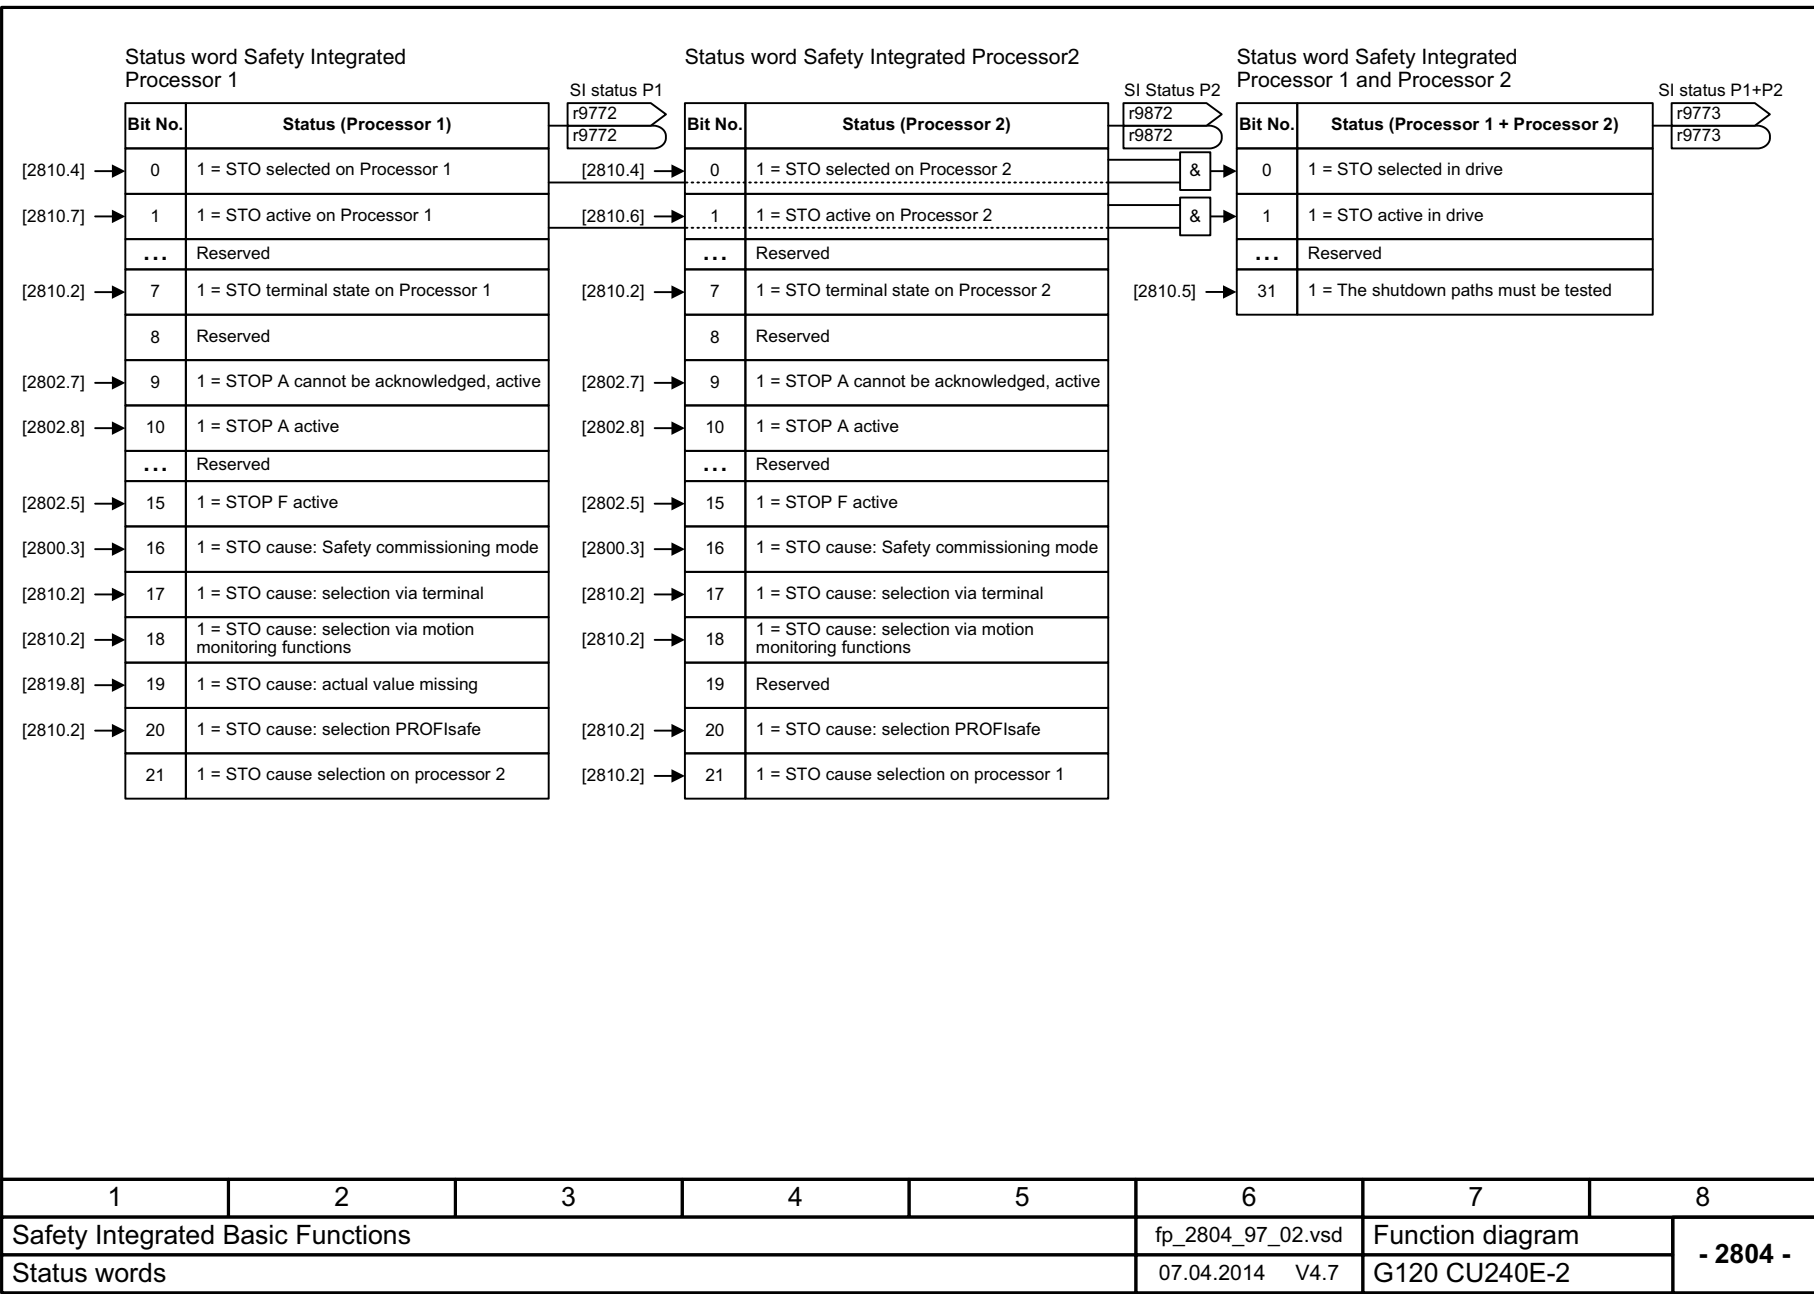 Status word Safety Integrated
Processor 1
SI status P1
r9772
r9772
Bit No. Status (Processor 1)
[2810.4] 0 1 = STO selected on Processor 1
[2810.7] 1 1 = STO active on Processor 1
... Reserved
[2810.2] 7 1 = STO terminal state on Processor 1
8 Reserved
[2802.7] 9 1 = STOP A cannot be acknowledged, active
[2802.8] 10 1 = STOP A active
... Reserved
[2802.5] 15 1 = STOP F active
[2800.3] 16 1 = STO cause: Safety commissioning mode
[2810.2] 17 1 = STO cause: selection via terminal
[2810.2] 18 1 = STO cause: selection via motion
monitoring functions
[2819.8] 19 1 = STO cause: actual value missing
[2810.2] 20 1 = STO cause: selection PROFIsafe
21 1 = STO cause selection on processor 2
Status word Safety Integrated Processor2
SI Status P2
r9872
r9872
Bit No. Status (Processor 2)
[2810.4] 0 1 = STO selected on Processor 2
[2810.6] 1 1 = STO active on Processor 2
... Reserved
[2810.2] 7 1 = STO terminal state on Processor 2
8 Reserved
[2802.7] 9 1 = STOP A cannot be acknowledged, active
[2802.8] 10 1 = STOP A active
... Reserved
[2802.5] 15 1 = STOP F active
[2800.3] 16 1 = STO cause: Safety commissioning mode
[2810.2] 17 1 = STO cause: selection via terminal
[2810.2] 18 1 = STO cause: selection via motion
monitoring functions
19 Reserved
[2810.2] 20 1 = STO cause: selection PROFIsafe
[2810.2] 21 1 = STO cause selection on processor 1
Status word Safety Integrated
Processor 1 and Processor 2
SI status P1+P2
r9773
r9773
Bit No. Status (Processor 1 + Processor 2)
& 0 1 = STO selected in drive
& 1 1 = STO active in drive
... Reserved
[2810.5] 31 1 = The shutdown paths must be tested
1 2 3 4 5 6 7 8
Safety Integrated Basic Functions fp_2804_97_02.vsd Function diagram
- 2804 -
Status words 07.04.2014 V4.7 G120 CU240E-2